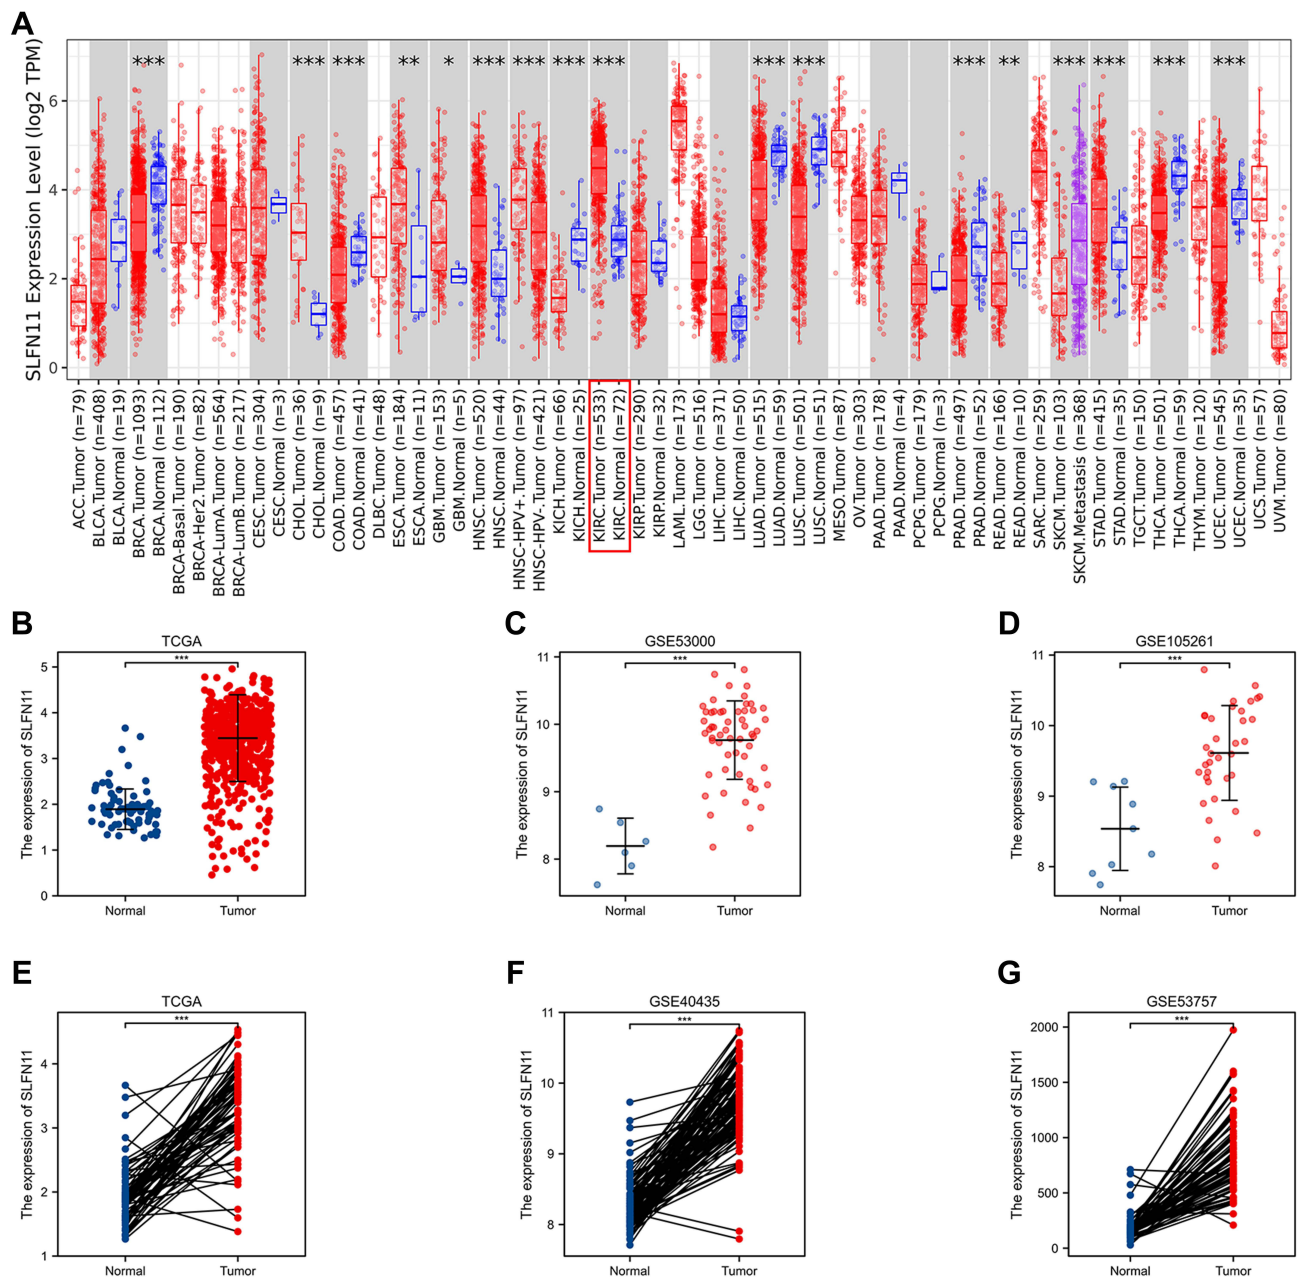 A
SLFN11 Expression Level (log2 TPM)
6
4
2
0
*** *** *** ** * *** *** *** *** *** *** *** ** *** *** *** ***
ACC.Tumor (n=79)
BLCA.Tumor (n=408)
BLCA.Normal (n=19)
BRCA.Tumor (n=1093)
BRCA.Normal (n=112)
BRCA-Basal.Tumor (n=190)
BRCA-Her2.Tumor (n=82)
BRCA-LumA.Tumor (n=564)
BRCA-LumB.Tumor (n=217)
CESC.Tumor (n=304)
CESC.Normal (n=3)
CHOL.Tumor (n=36)
CHOL.Normal (n=9)
COAD.Tumor (n=457)
COAD.Normal (n=41)
DLBC.Tumor (n=48)
ESCA.Tumor (n=184)
ESCA.Normal (n=11)
GBM.Tumor (n=153)
GBM.Normal (n=5)
HNSC.Tumor (n=520)
HNSC.Normal (n=44)
HNSC-HPV+.Tumor (n=97)
HNSC-HPV-.Tumor (n=421)
KICH.Tumor (n=66)
KICH.Normal (n=25)
KIRC.Tumor (n=533)
KIRC.Normal (n=72)
KIRP.Tumor (n=290)
KIRP.Normal (n=32)
LAML.Tumor (n=173)
LGG.Tumor (n=516)
LIHC.Tumor (n=371)
LIHC.Normal (n=50)
LUAD.Tumor (n=515)
LUAD.Normal (n=59)
LUSC.Tumor (n=501)
LUSC.Normal (n=51)
MESO.Tumor (n=87)
OV.Tumor (n=303)
PAAD.Tumor (n=178)
PAAD.Normal (n=4)
PCPG.Tumor (n=179)
PCPG.Normal (n=3)
PRAD.Tumor (n=497)
PRAD.Normal (n=52)
READ.Tumor (n=166)
READ.Normal (n=10)
SARC.Tumor (n=259)
SKCM.Tumor (n=103)
SKCM.Metastasis (n=368)
STAD.Tumor (n=415)
STAD.Normal (n=35)
TGCT.Tumor (n=150)
THCA.Tumor (n=501)
THCA.Normal (n=59)
THYM.Tumor (n=120)
UCEC.Tumor (n=545)
UCEC.Normal (n=35)
UCS.Tumor (n=57)
UVM.Tumor (n=80)
B
TCGA
***
The expression of SLFN11
5
4
3
2
1
0
Normal Tumor
C
GSE53000
***
The expression of SLFN11
11
10
9
8
Normal Tumor
D
GSE105261
***
The expression of SLFN11
11
10
9
8
Normal Tumor
E
TCGA
***
The expression of SLFN11
4
3
2
1
Normal Tumor
F
GSE40435
***
The expression of SLFN11
11
10
9
8
Normal Tumor
G
GSE53757
***
The expression of SLFN11
2000
1500
1000
500
0
Normal Tumor